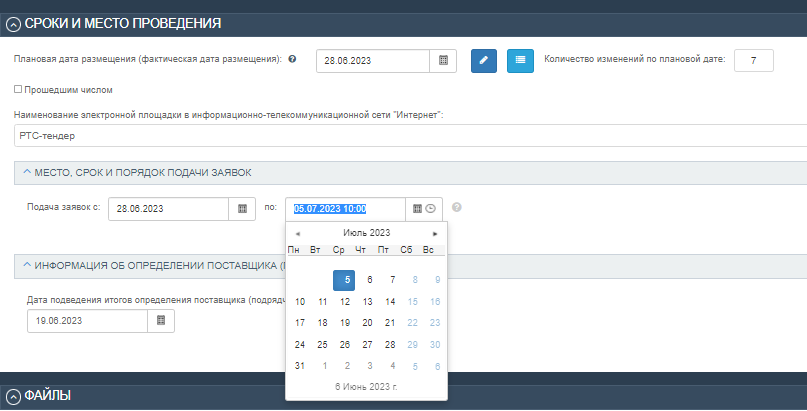 СРОКИ И МЕСТО ПРОВЕДЕНИЯ
Плановая дата размещения (фактическая дата размещения): 28.06.2023 Количество изменений по плановой дате: 7
Прошедшим числом
Наименование электронной площадки в информационно-телекоммуникационной сети "Интернет":
РТС-тендер
МЕСТО, СРОК И ПОРЯДОК ПОДАЧИ ЗАЯВОК
Подача заявок с: 28.06.2023 по: 05.07.2023 10:00
Июль 2023
Пн Вт Ср Чт Пт Сб Вс
5 6 7 8 9
10 11 12 13 14 15 16
17 18 19 20 21 22 23
24 25 26 27 28 29 30
31 1 2 3 4 5 6
6 Июнь 2023 г.
ИНФОРМАЦИЯ ОБ ОПРЕДЕЛЕНИИ ПОСТАВЩИКА (
Дата подведения итогов определения поставщика (подрядч
19.06.2023
ФАЙЛЫ